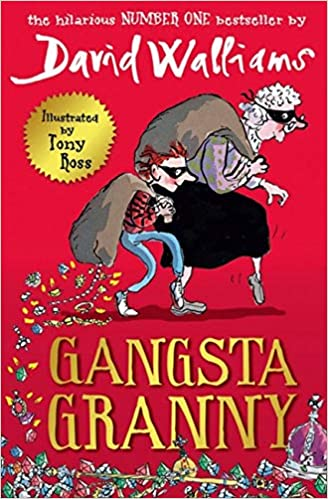 the hilarious NUMBER ONE bestseller by
David Walliams
Illustrated
by
Tony
Ross
GANGSTA
GRANNY